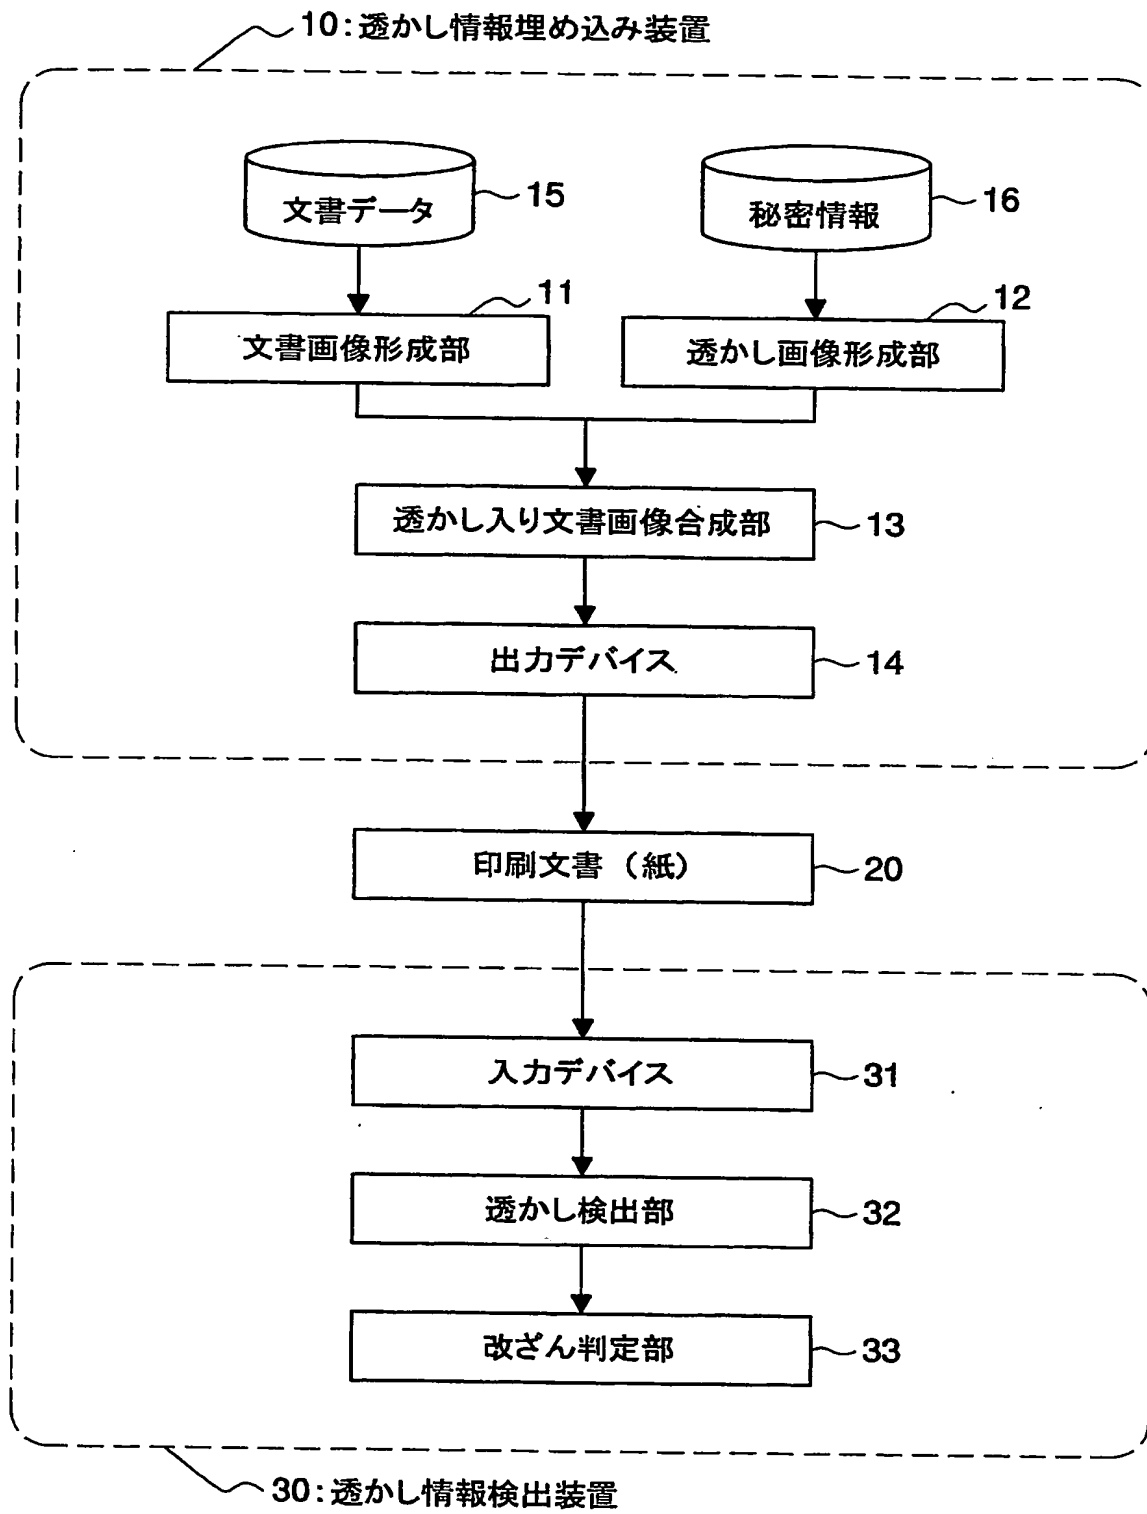 10：透かし情報埋め込み装置
文書データ
15
秘密情報
16
11
文書画像形成部
12
透かし画像形成部
透かし入り文書画像合成部
13
出力デバイス
14
印刷文書（紙）
20
入力デバイス
31
透かし検出部
32
改ざん判定部
33
30：透かし情報検出装置